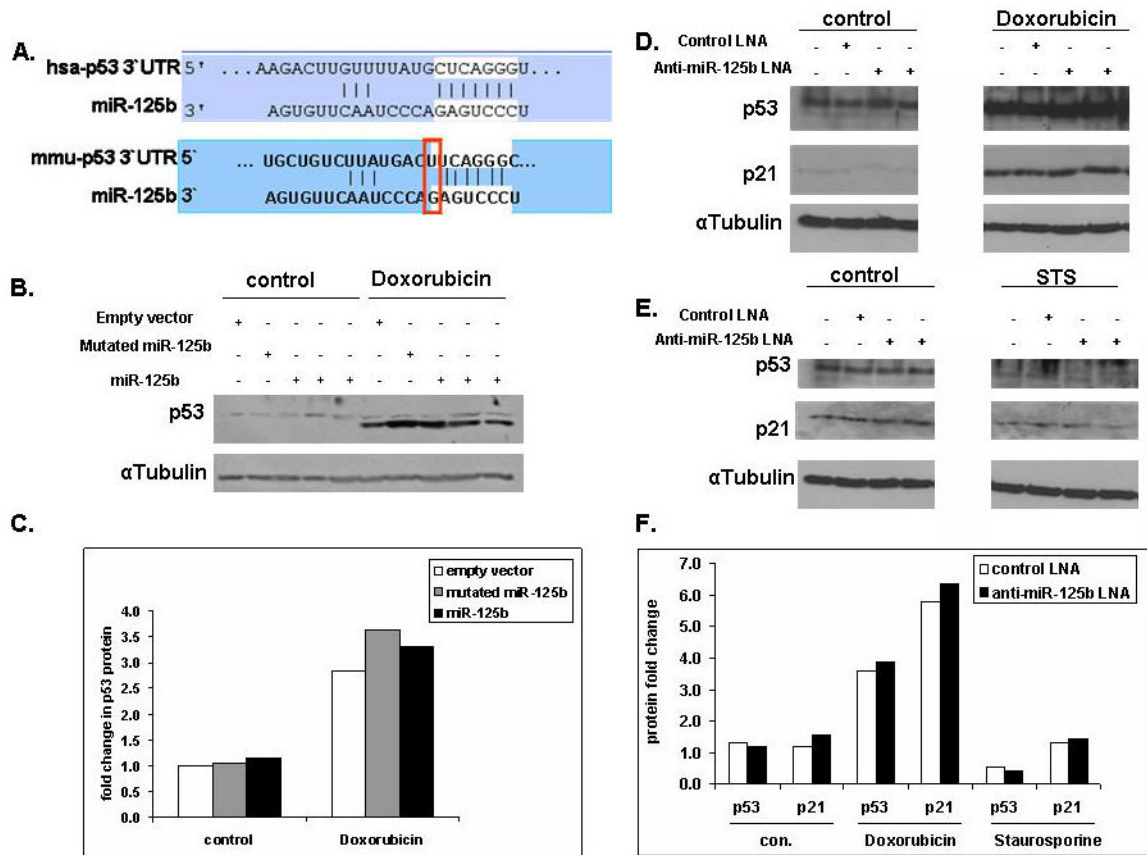 A.
hsa-p53 3`UTR 5' ...AAGACUUGUUUUAUGCUCAGGGU...
miR-125b 3' AGUGUUCAAUCCCAGAGUCCCU
mmu-p53 3`UTR 5` ... UGCUGUCUUAUGACUUCAGGGC...
miR-125b 3` AGUGUUCAAUCCCAGAGUCCCU
B.
control Doxorubicin
Empty vector + - - - - + - - - -
Mutated miR-125b - + - - - - + - - -
miR-125b - - + + + - - + + +
p53
αTubulin
C.
empty vector
mutated miR-125b
miR-125b
fold change in p53 protein
4.0
3.5
3.0
2.5
2.0
1.5
1.0
0.5
0.0
control Doxorubicin
D.
control Doxorubicin
Control LNA - + - - - + - -
Anti-miR-125b LNA - - + + - - + +
p53
p21
αTubulin
E.
control STS
Control LNA - + - - - + - -
Anti-miR-125b LNA - - + + - - + +
p53
p21
αTubulin
F.
control LNA
anti-miR-125b LNA
protein fold change
7.0
6.0
5.0
4.0
3.0
2.0
1.0
0.0
p53 p21 p53 p21 p53 p21
con. Doxorubicin Staurosporine